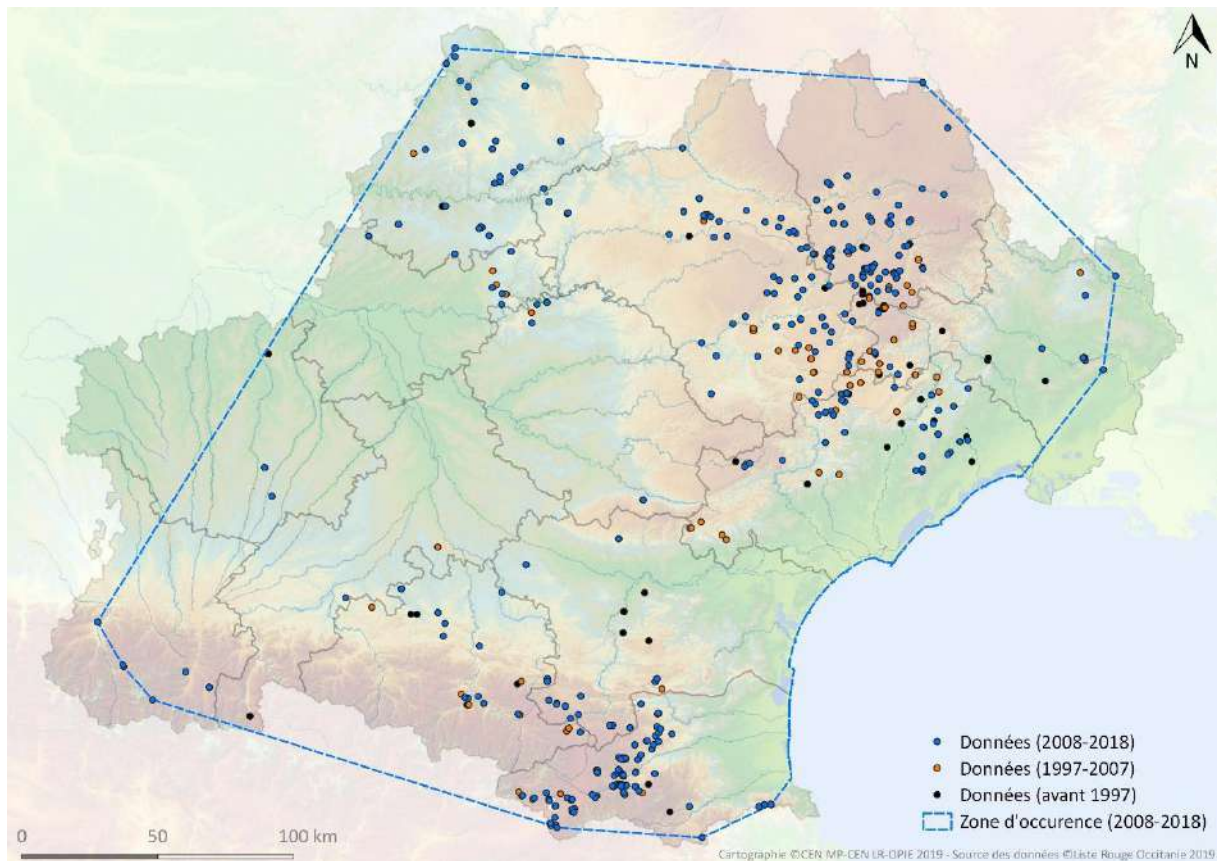 N
Données (2008-2018)
Données (1997-2007)
Données (avant 1997)
Zone d'occurence (2008-2018)
0 50 100 km
Cartographie ©CEN MP-CEN LR-OPIE 2019 - Source des données ©Liste Rouge Occitanie 2019